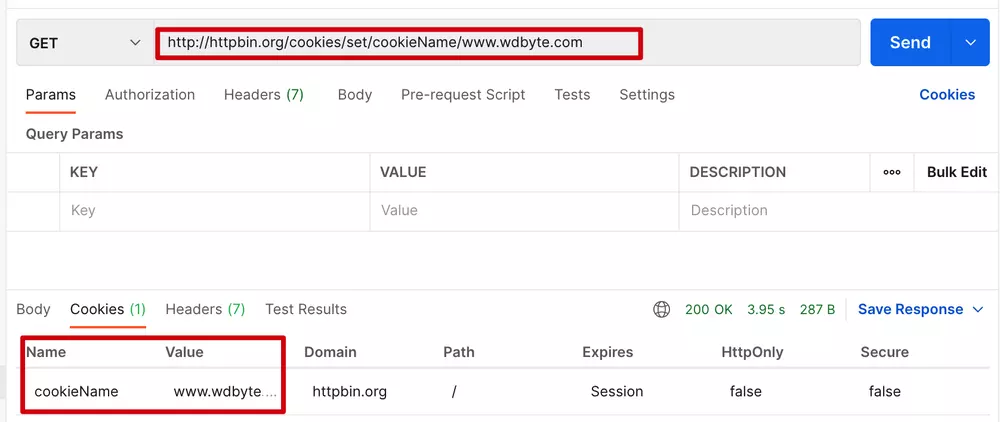 GET http://httpbin.org/cookies/set/cookieName/www.wdbyte.com Send
Params Authorization Headers (7) Body Pre-request Script Tests Settings Cookies
Query Params
KEY VALUE DESCRIPTION ooo Bulk Edit
Key Value Description
Body Cookies (1) Headers (7) Test Results 200 OK 3.95 s 287 B Save Response
Name Value Domain Path Expires HttpOnly Secure
cookieName www.wdbyte.... httpbin.org / Session false false